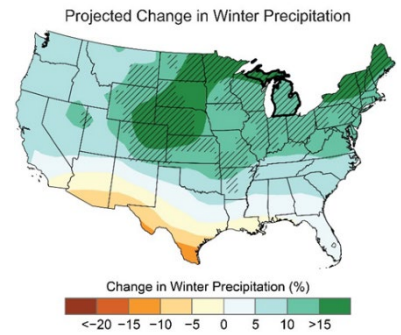 Projected Change in Winter Precipitation
Change in Winter Precipitation (%)
<-20 -15 -10 -5 0 5 10 >15